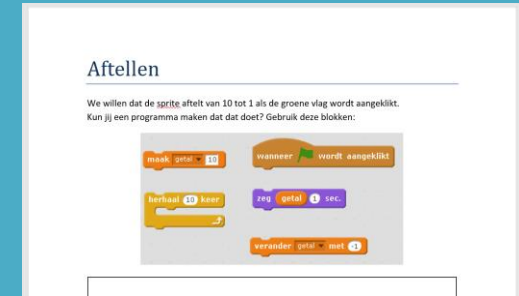 Aftellen
We willen dat de sprite aftelt van 10 tot 1 als de groene vlag wordt aangeklikt.
Kun jij een programma maken dat dat doet? Gebruik deze blokken:
maak getal 10
wanneer wordt aangeklikt
herhaal 10 keer
zeg getal 1 sec.
verander getal met -1